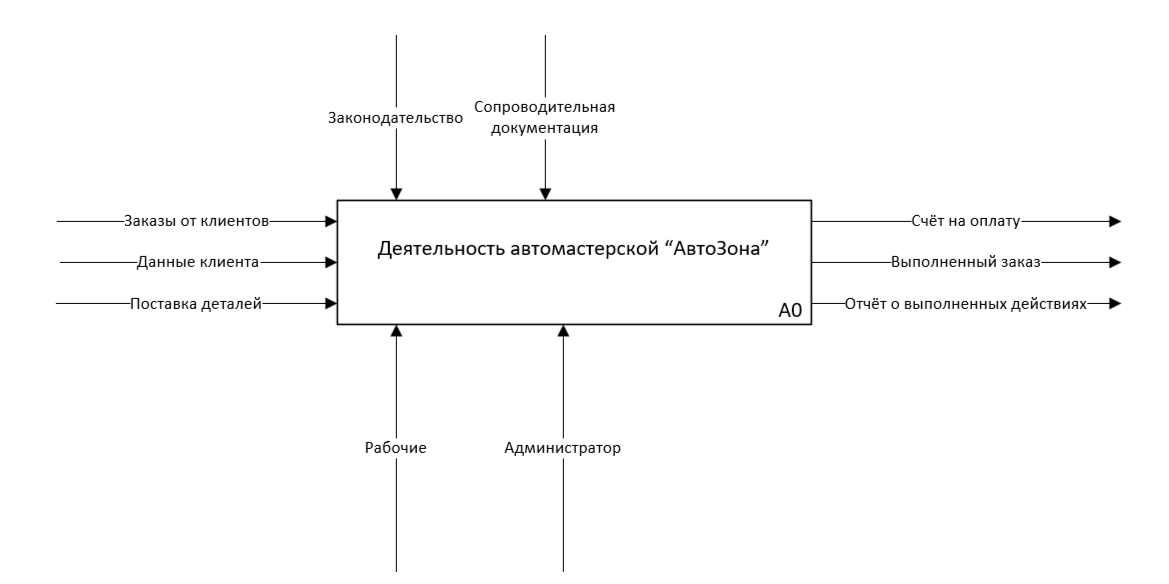 Законодательство
Сопроводительная
документация
Заказы от клиентов
Данные клиента
Поставка деталей
Деятельность автомастерской “АвтоЗона”
A0
Счёт на оплату
Выполненный заказ
Отчёт о выполненных действиях
Рабочие
Администратор